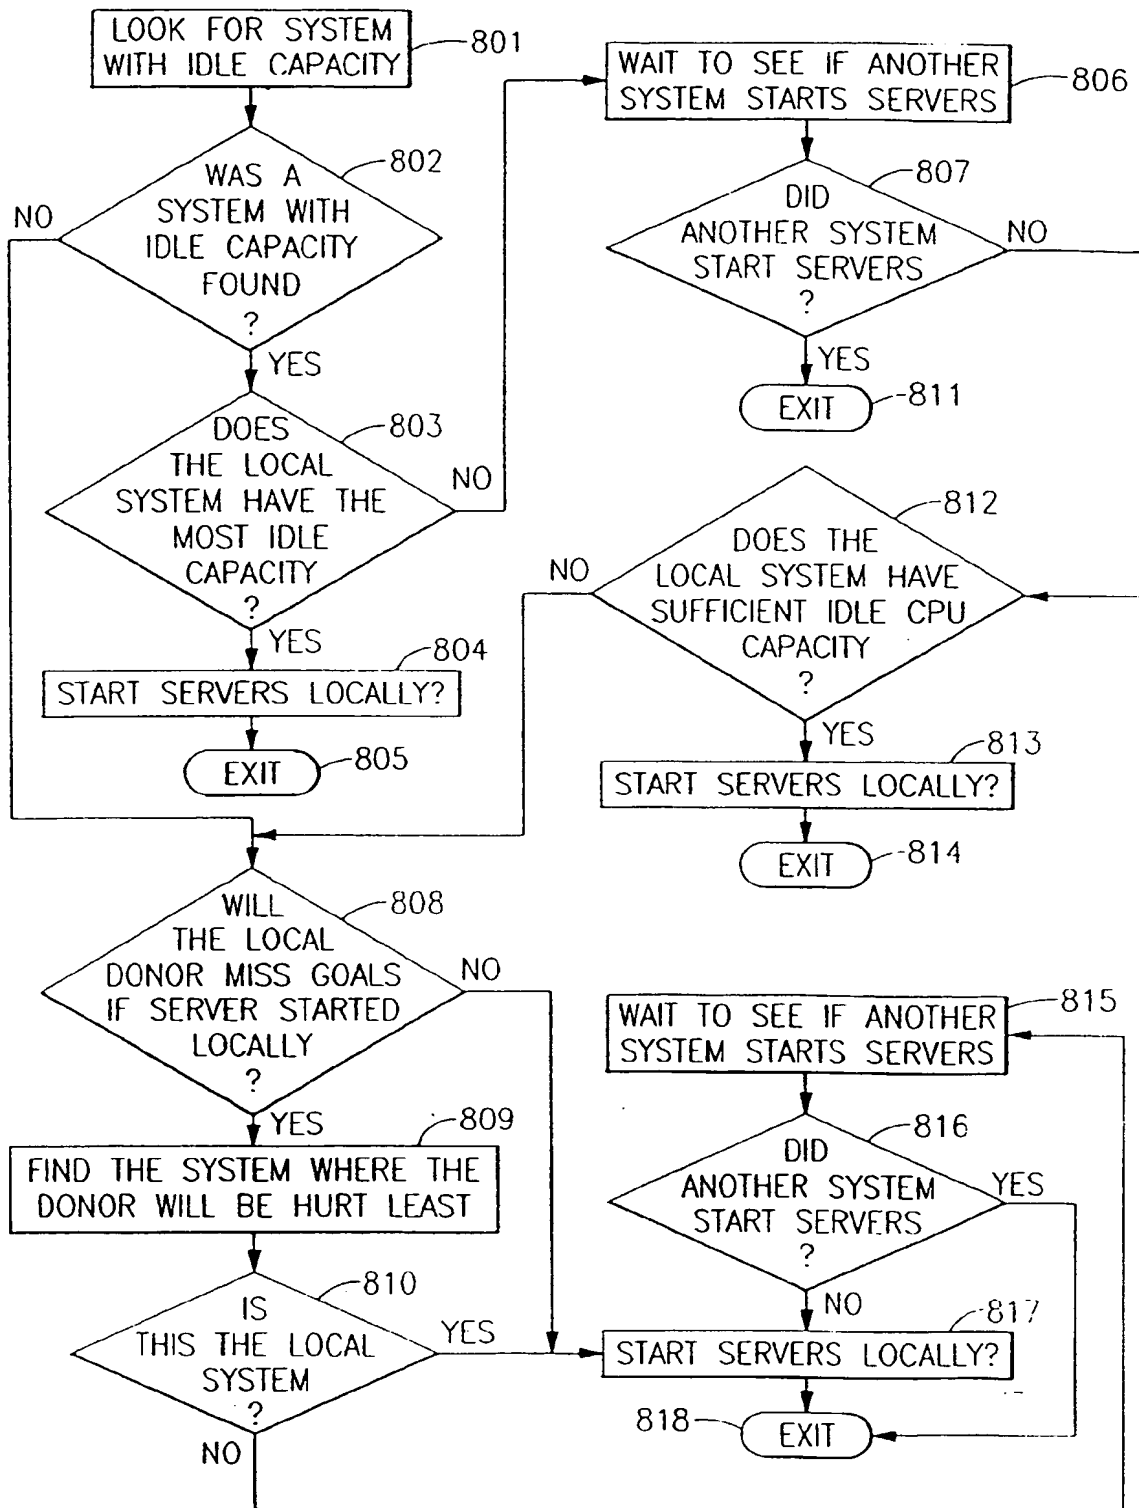 LOOK FOR SYSTEM
WITH IDLE CAPACITY
801
802
WAS A
SYSTEM WITH
IDLE CAPACITY
FOUND
?
NO
YES
803
DOES
THE LOCAL
SYSTEM HAVE THE
MOST IDLE
CAPACITY
?
NO
YES
804
START SERVERS LOCALLY?
EXIT
805
WAIT TO SEE IF ANOTHER
SYSTEM STARTS SERVERS
806
807
DID
ANOTHER SYSTEM
START SERVERS
?
NO
YES
EXIT
811
812
DOES THE
LOCAL SYSTEM HAVE
SUFFICIENT IDLE CPU
CAPACITY
?
NO
YES
813
START SERVERS LOCALLY?
EXIT
814
808
WILL
THE LOCAL
DONOR MISS GOALS
IF SERVER STARTED
LOCALLY
?
NO
YES
809
FIND THE SYSTEM WHERE THE
DONOR WILL BE HURT LEAST
810
IS
THIS THE LOCAL
SYSTEM
?
YES
NO
815
WAIT TO SEE IF ANOTHER
SYSTEM STARTS SERVERS
816
DID
ANOTHER SYSTEM
START SERVERS
?
YES
NO
817
START SERVERS LOCALLY?
818
EXIT